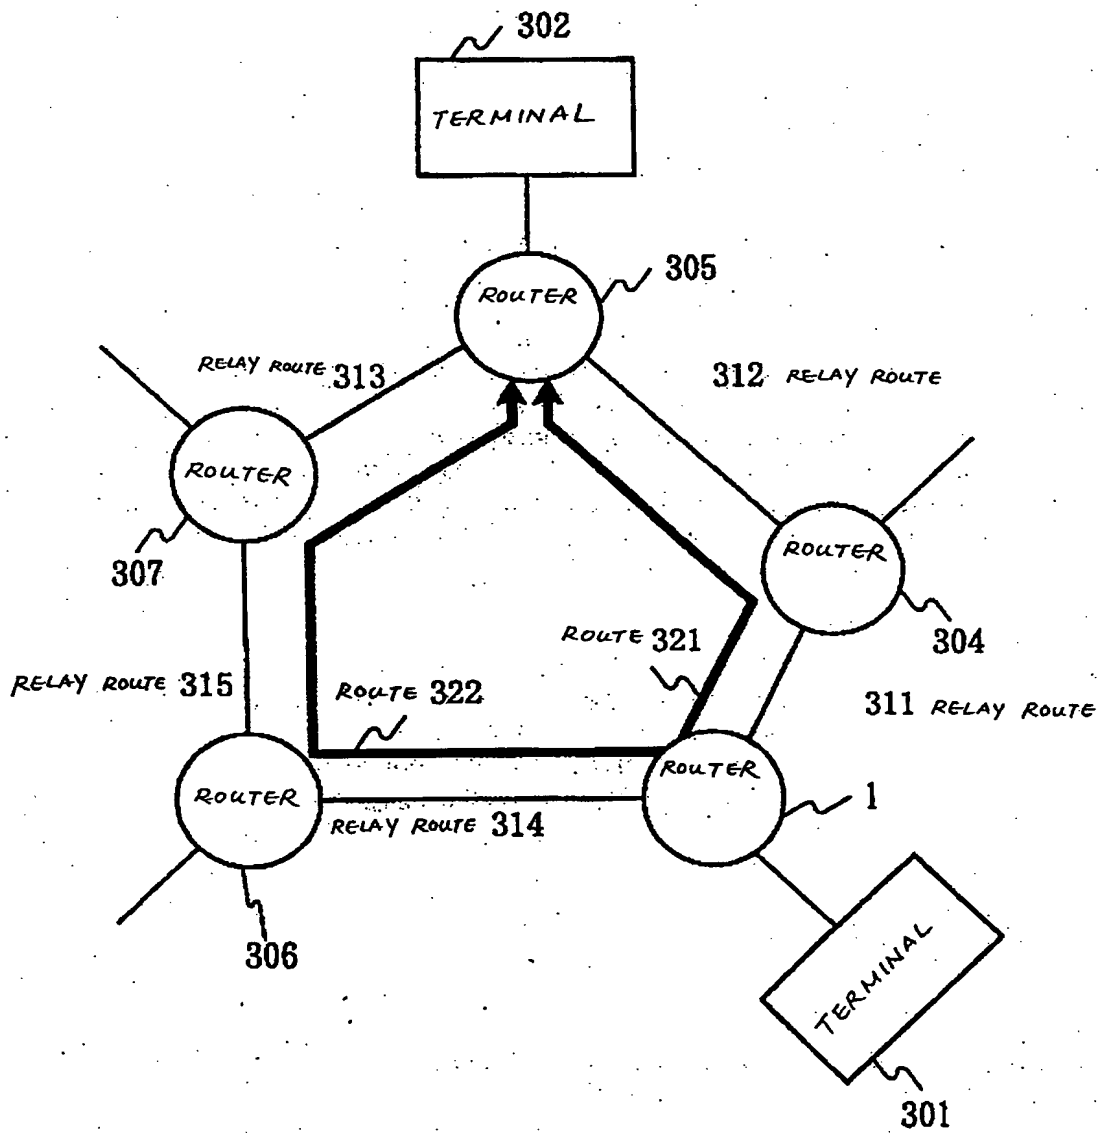 302
TERMINAL
305
ROUTER
RELAY ROUTE 313
312 RELAY ROUTE
ROUTER
307
ROUTER
304
ROUTE 321
RELAY ROUTE 315
ROUTE 322
311 RELAY ROUTE
ROUTER
ROUTER
1
RELAY ROUTE 314
306
TERMINAL
301